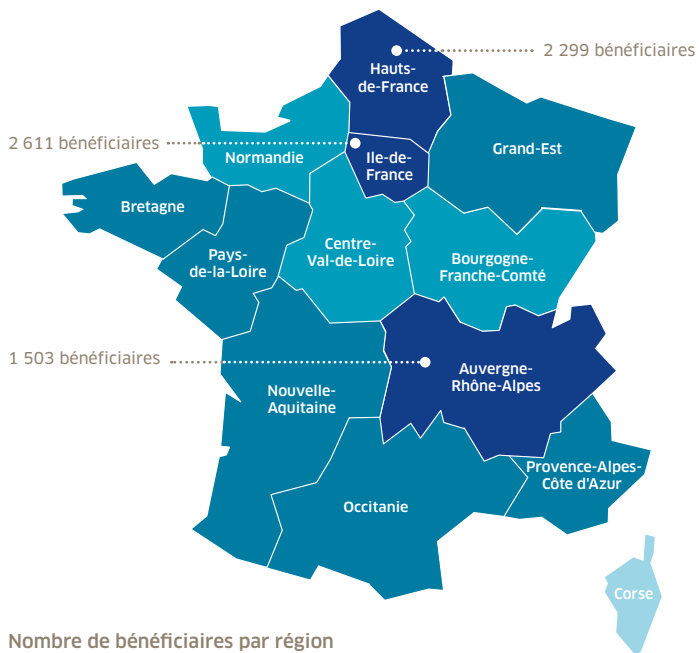 2 299 bénéficiaires
Hauts-
de-France
2 611 bénéficiaires
Normandie
Ile-de-
France
Grand-Est
Bretagne
Pays-
de-la-Loire
Centre-
Val-de-Loire
Bourgogne-
Franche-Comté
1 503 bénéficiaires
Auvergne-
Rhône-Alpes
Nouvelle-
Aquitaine
Provence-Alpes-
Côte d'Azur
Occitanie
Corse
Nombre de bénéficiaires par région